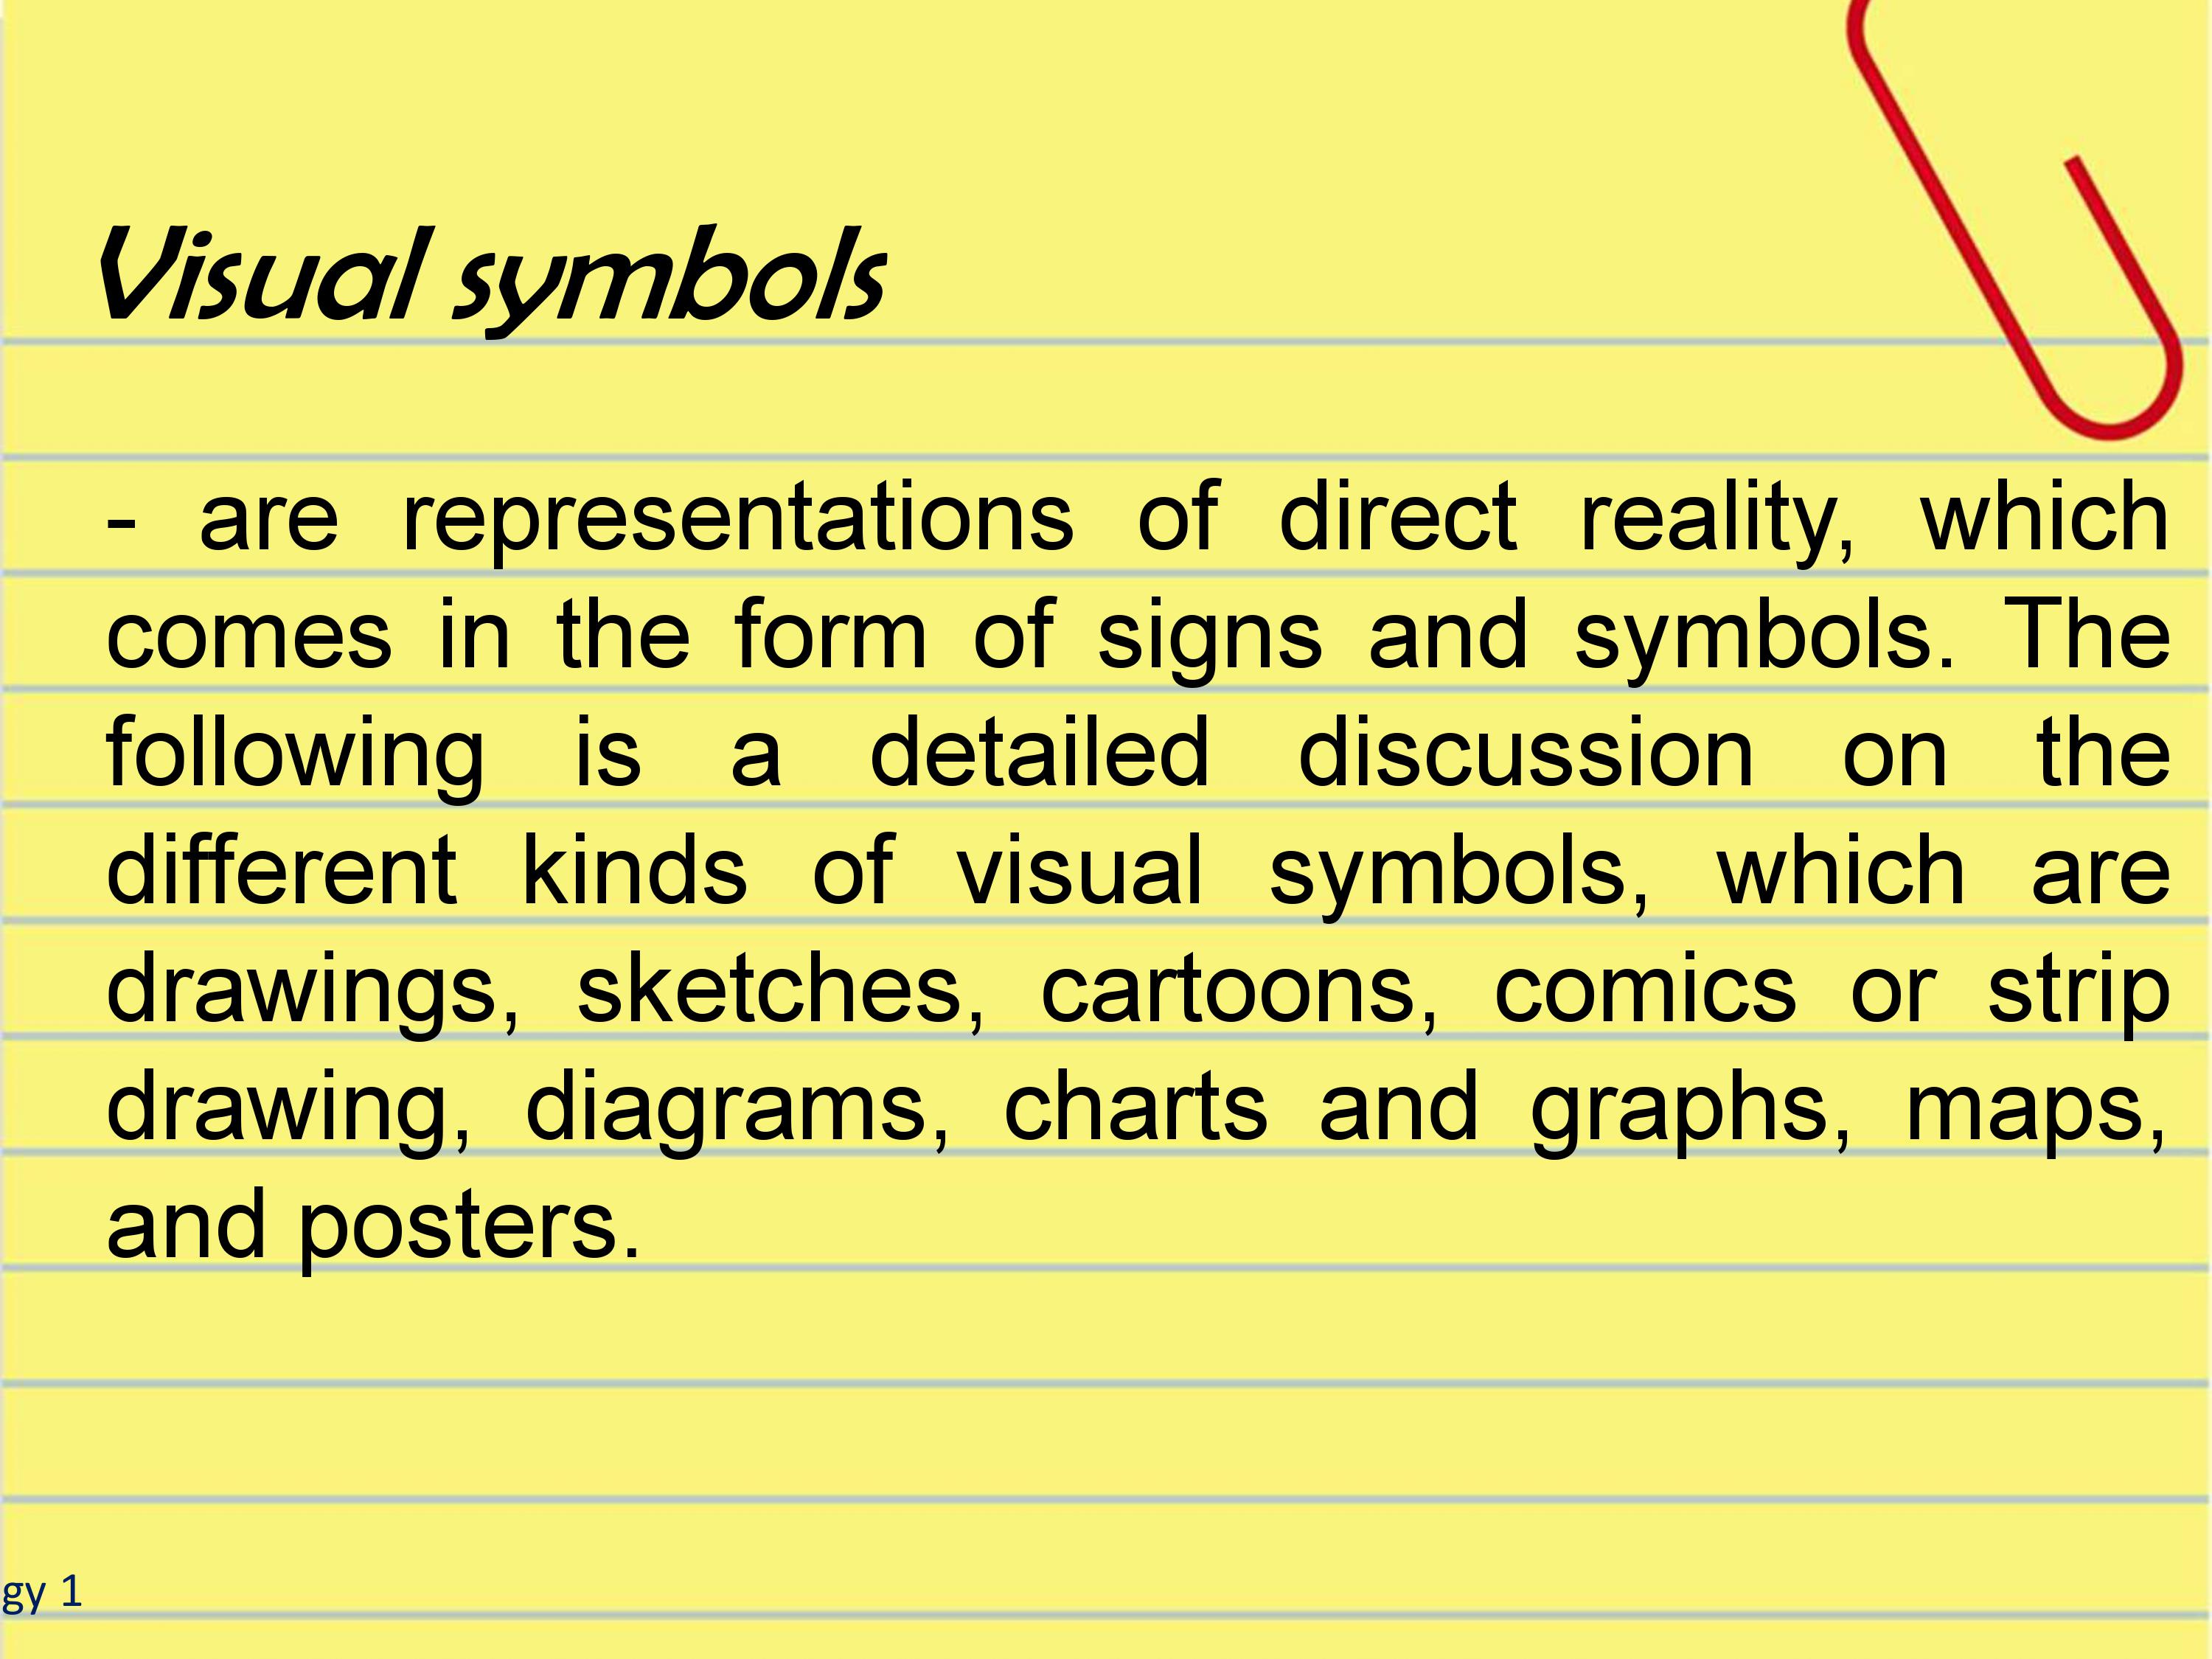 Visual symbols
- are representations of direct reality, which
comes in the form of signs and symbols. The
following is a detailed discussion on the
different kinds of visual symbols, which are
drawings, sketches, cartoons, comics or strip
drawing, diagrams, charts and graphs, maps,
and posters.
gy 1